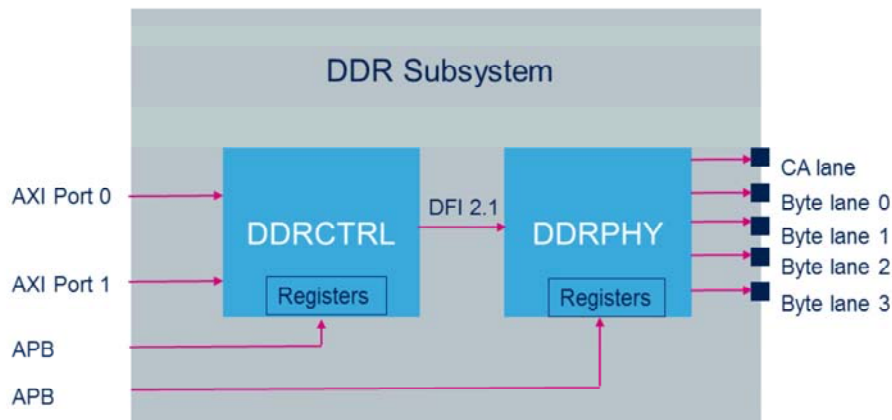 DDR Subsystem
AXI Port 0
AXI Port 1
APB
APB
DDRCTRL
Registers
DFI 2.1
DDRPHY
Registers
CA lane
Byte lane 0
Byte lane 1
Byte lane 2
Byte lane 3